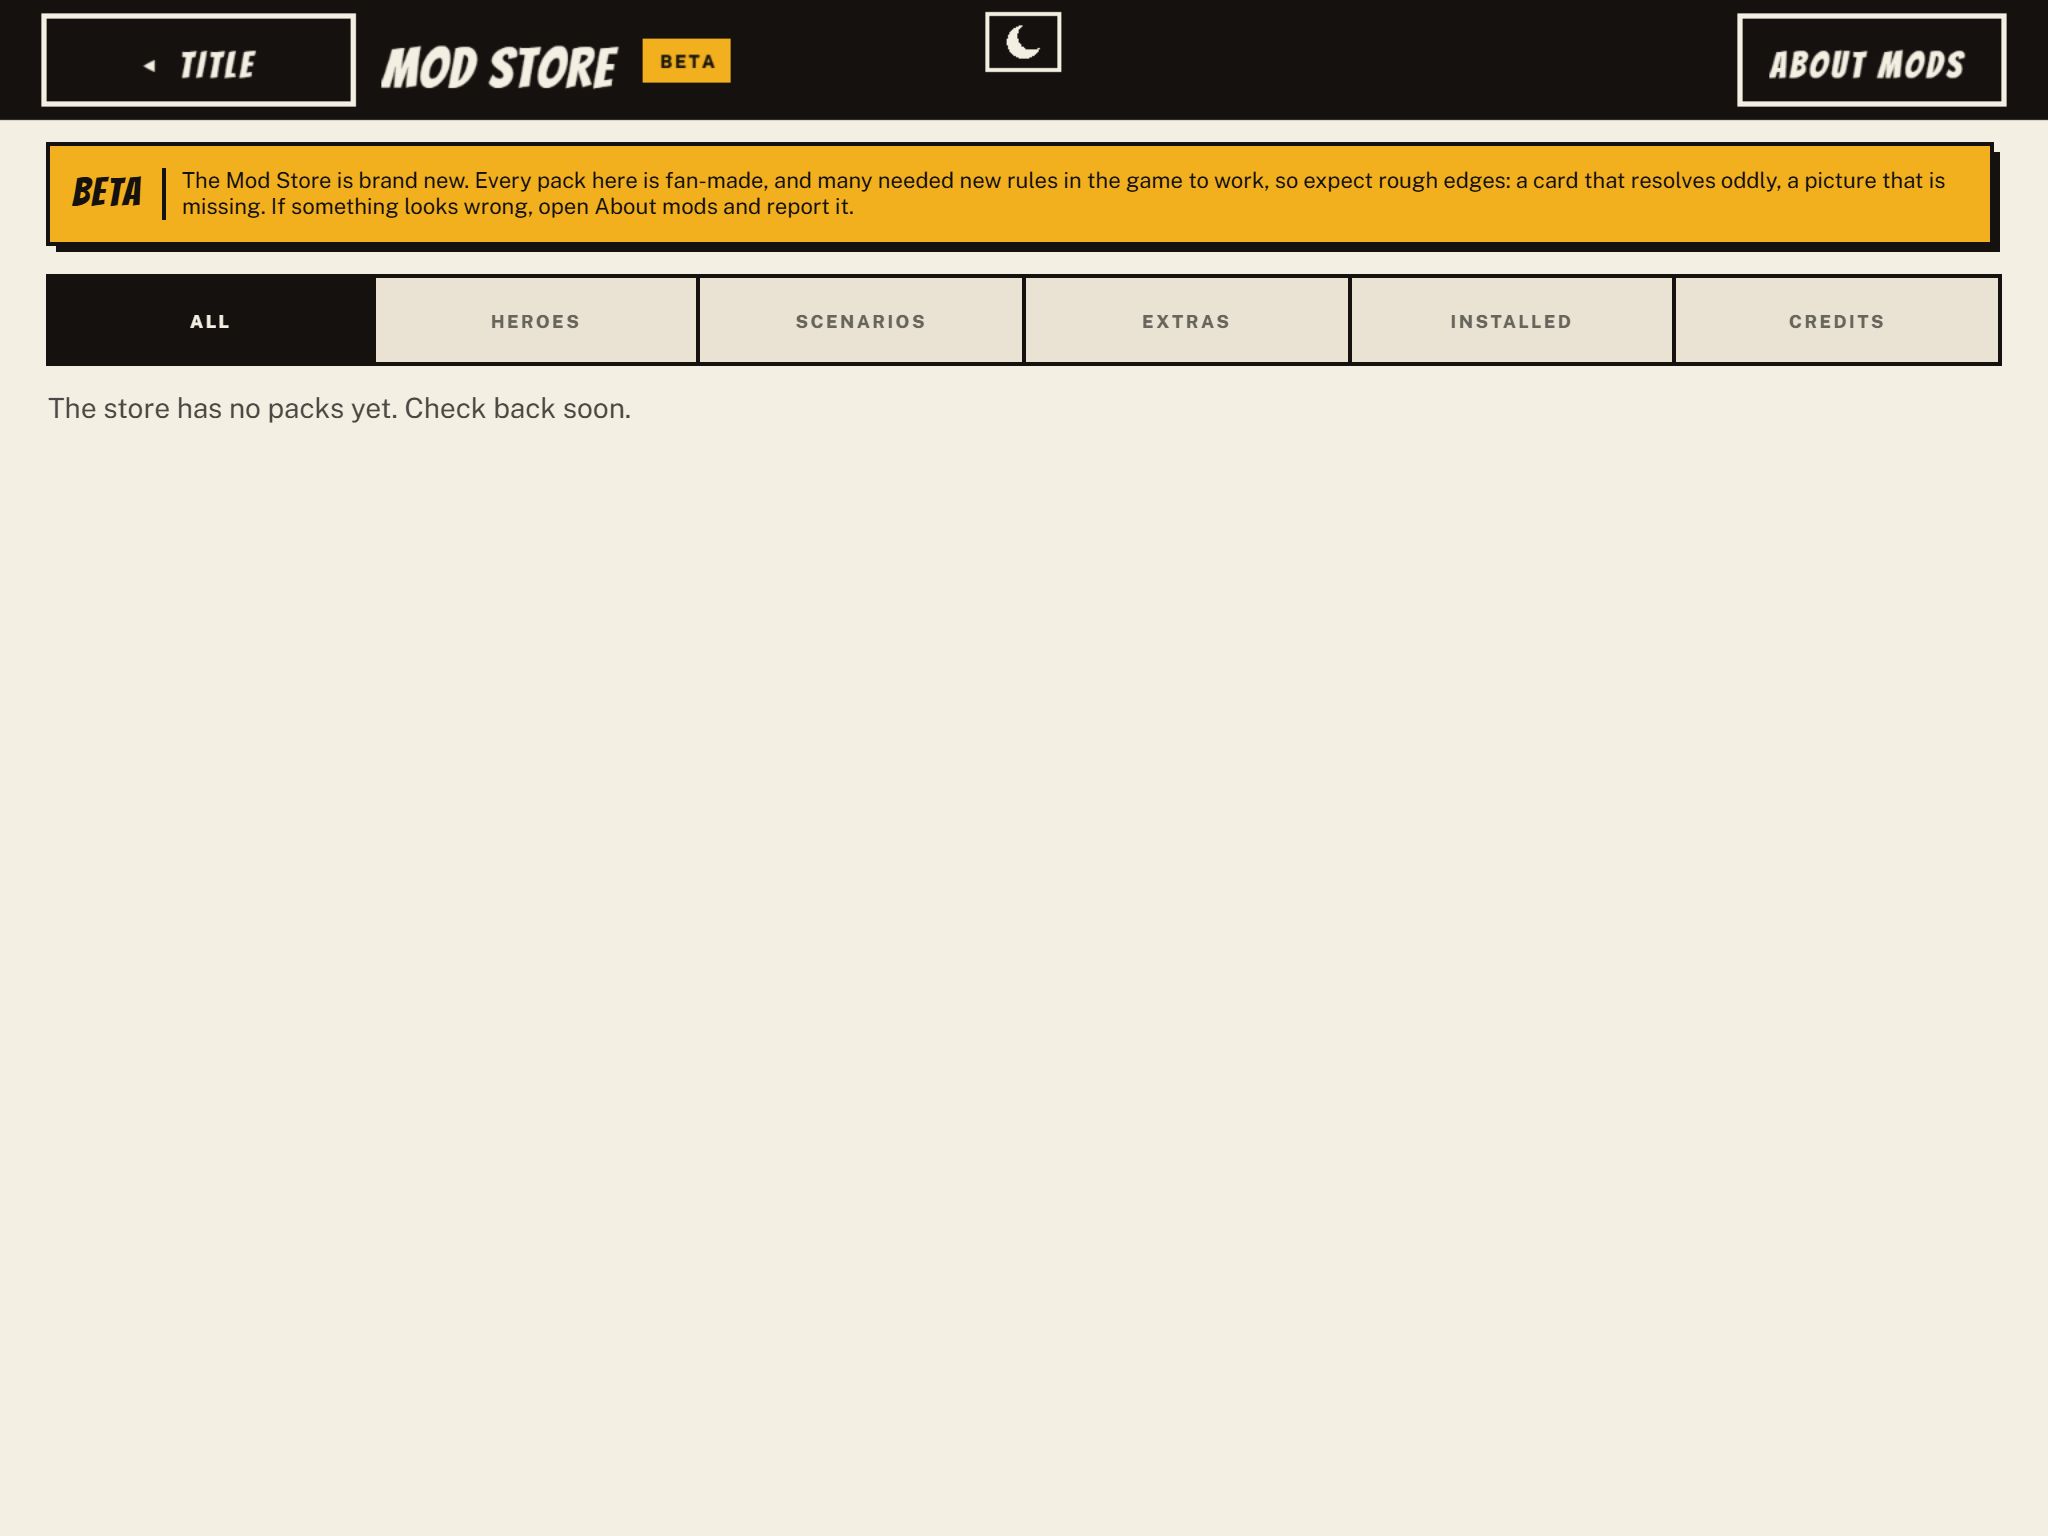 ◄ TITLE
MOD STORE
BETA
ABOUT MODS
BETA
The Mod Store is brand new. Every pack here is fan-made, and many needed new rules in the game to work, so expect rough edges: a card that resolves oddly, a picture that is
missing. If something looks wrong, open About mods and report it.
ALL
HEROES
SCENARIOS
EXTRAS
INSTALLED
CREDITS
The store has no packs yet. Check back soon.